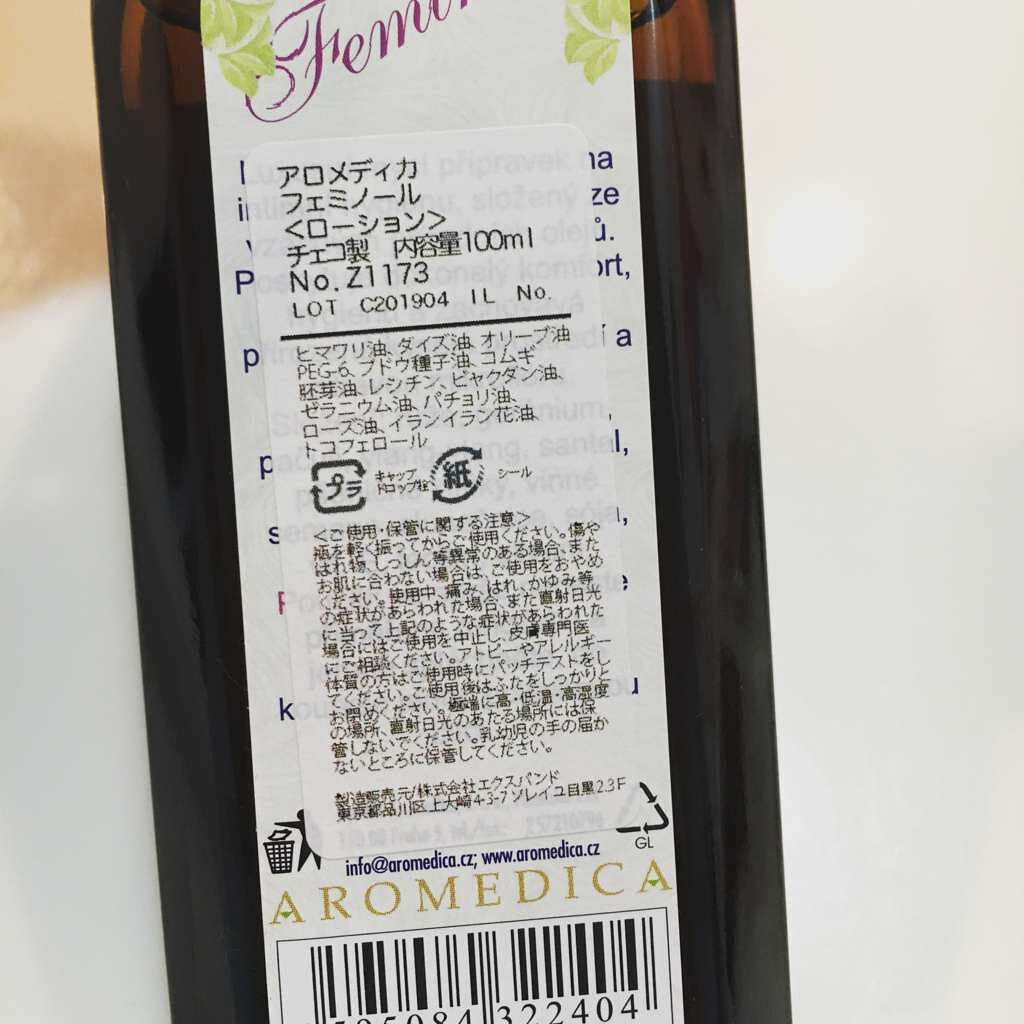 Femin
アロメディカ
フェミノール
<ローション>
チェコ製 内容量100ml
No.Z1173
LOT C201904 IL No.
ヒマワリ油、ダイズ油、オリーブ油
PEG-6、ブドウ種子油、コムギ
胚芽油、レシチン、ビャクダン油、
ゼラニウム油、パチョリ油、
ローズ油、イランイラン花油、
トコフェロール
プラ キャップ ドロップ栓 紙 シール
<ご使用・保管に関する注意>
瓶を軽く振ってからご使用ください。傷や
はれ物、しっしん等異常のある場合、また
お肌に合わない場合は、ご使用をおやめ
ください。使用中、痛み、はれ、かゆみ等
の症状があらわれた場合、また直射日光
に当って上記のような症状があらわれた
場合にはご使用を中止し、皮膚専門医
にご相談ください。アトピーやアレルギー
体質の方はご使用時にパッチテストをし
てください。ご使用後はふたをしっかりと
お閉めください。極端に高・低温・高湿度
の場所、直射日光のあたる場所には保
管しないでください。乳幼児の手の届か
ないところに保管してください。
製造販売元/株式会社エクスパンド
東京都品川区上大崎4-3-7ソレイユ目黒2.3F
GL
info@aromedica.cz; www.aromedica.cz
AROMEDICA
595084 322404